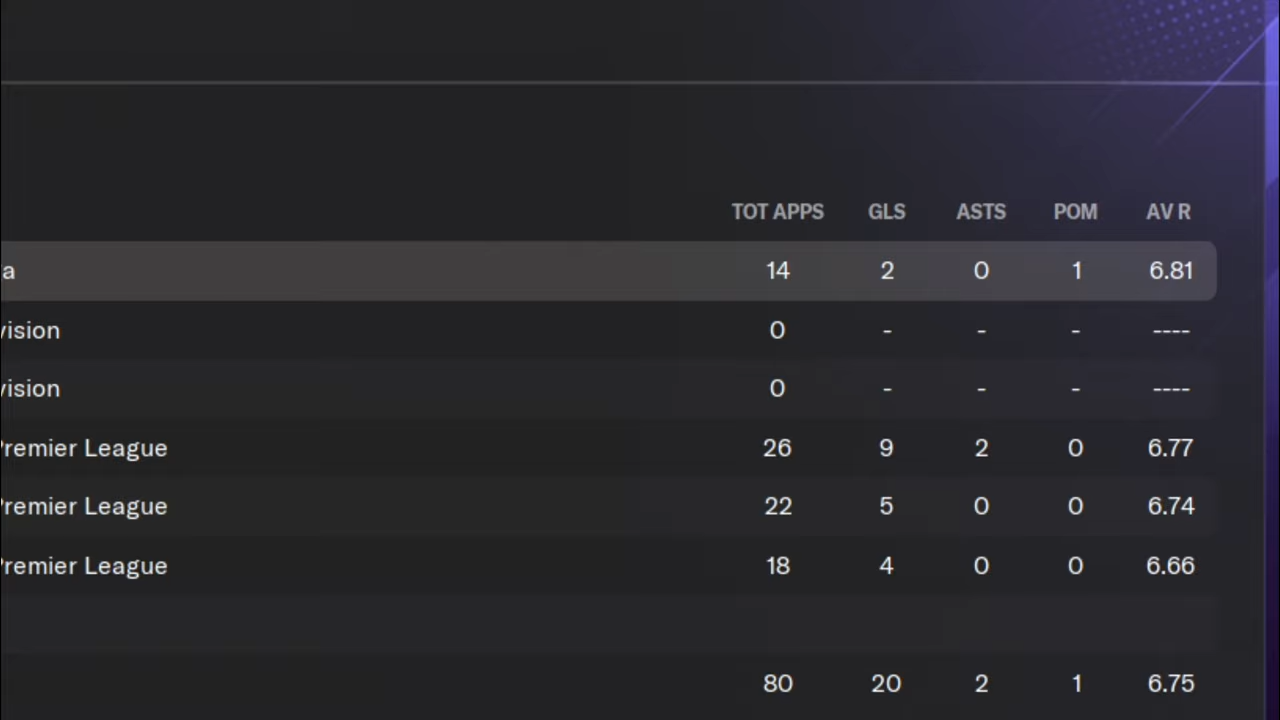 TOT APPS GLS ASTS POM AV R
a 14 2 0 1 6.81
vision 0 - - - ----
vision 0 - - - ----
Premier League 26 9 2 0 6.77
Premier League 22 5 0 0 6.74
Premier League 18 4 0 0 6.66
80 20 2 1 6.75